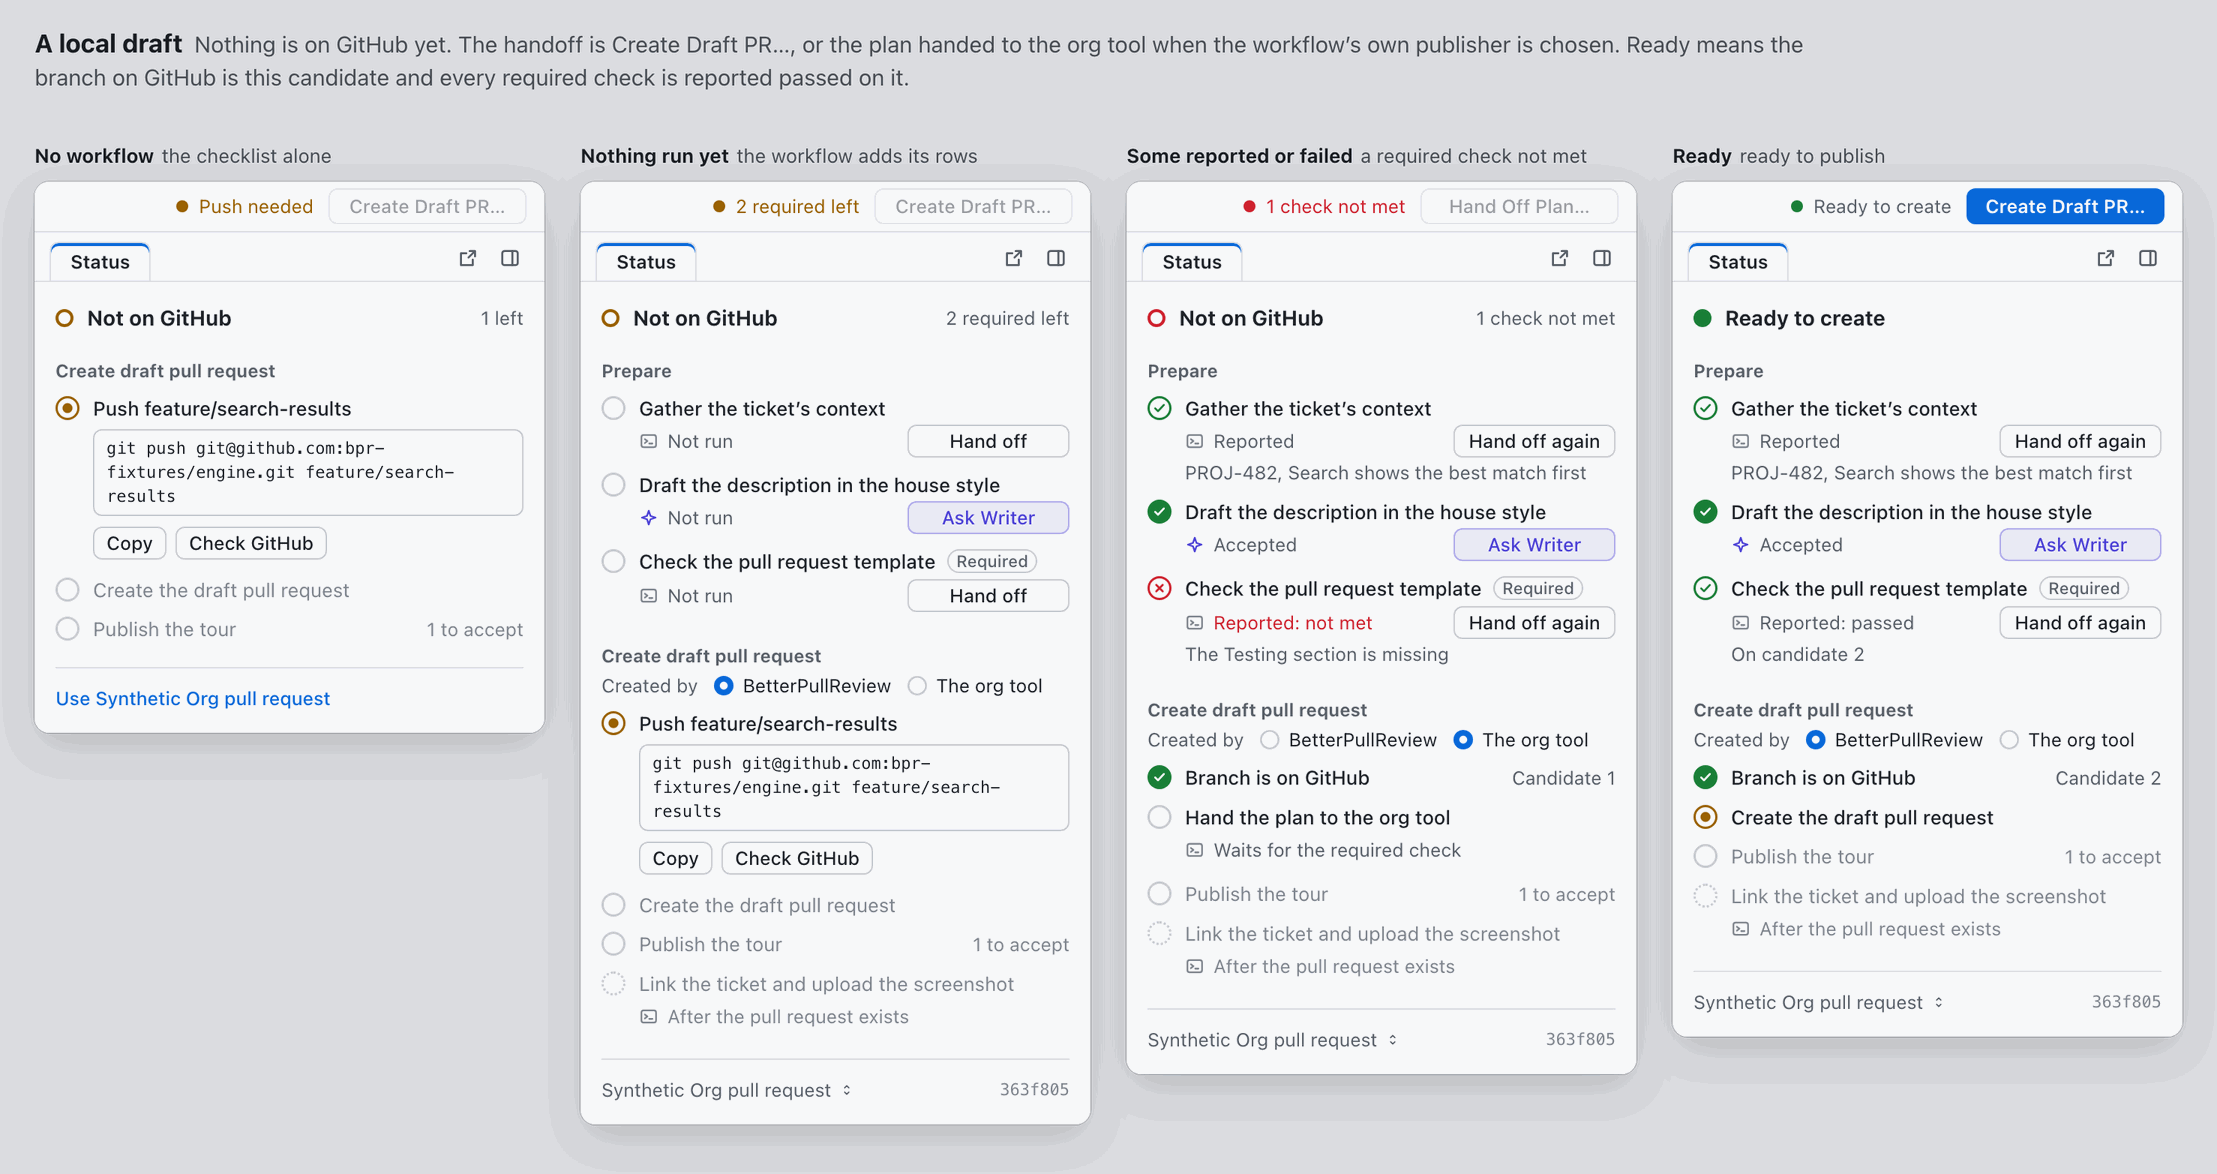 A local draft Nothing is on GitHub yet. The handoff is Create Draft PR…, or the plan handed to the org tool when the workflow’s own publisher is chosen. Ready means the
branch on GitHub is this candidate and every required check is reported passed on it.
No workflow the checklist alone
Push needed Create Draft PR…
Status
Not on GitHub 1 left
Create draft pull request
Push feature/search-results
git push git@github.com:bpr-
fixtures/engine.git feature/search-
results
Copy Check GitHub
Create the draft pull request
Publish the tour 1 to accept
Use Synthetic Org pull request
Nothing run yet the workflow adds its rows
2 required left Create Draft PR…
Status
Not on GitHub 2 required left
Prepare
Gather the ticket’s context
Not run Hand off
Draft the description in the house style
Not run Ask Writer
Check the pull request template Required
Not run Hand off
Create draft pull request
Created by BetterPullReview The org tool
Push feature/search-results
git push git@github.com:bpr-
fixtures/engine.git feature/search-
results
Copy Check GitHub
Create the draft pull request
Publish the tour 1 to accept
Link the ticket and upload the screenshot
After the pull request exists
Synthetic Org pull request 363f805
Some reported or failed a required check not met
1 check not met Hand Off Plan…
Status
Not on GitHub 1 check not met
Prepare
Gather the ticket’s context
Reported Hand off again
PROJ-482, Search shows the best match first
Draft the description in the house style
Accepted Ask Writer
Check the pull request template Required
Reported: not met Hand off again
The Testing section is missing
Create draft pull request
Created by BetterPullReview The org tool
Branch is on GitHub Candidate 1
Hand the plan to the org tool
Waits for the required check
Publish the tour 1 to accept
Link the ticket and upload the screenshot
After the pull request exists
Synthetic Org pull request 363f805
Ready ready to publish
Ready to create Create Draft PR…
Status
Ready to create
Prepare
Gather the ticket’s context
Reported Hand off again
PROJ-482, Search shows the best match first
Draft the description in the house style
Accepted Ask Writer
Check the pull request template Required
Reported: passed Hand off again
On candidate 2
Create draft pull request
Created by BetterPullReview The org tool
Branch is on GitHub Candidate 2
Create the draft pull request
Publish the tour 1 to accept
Link the ticket and upload the screenshot
After the pull request exists
Synthetic Org pull request 363f805